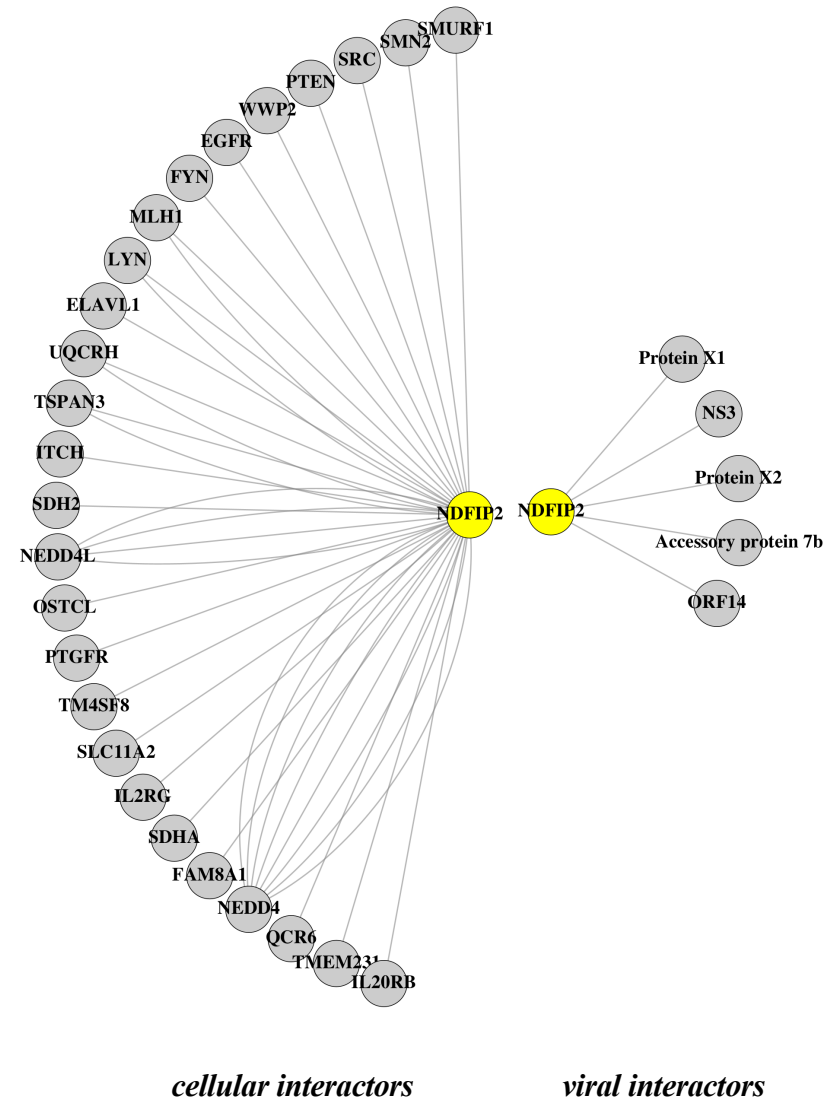 SMURF1
SMN2
SRC
PTEN
WWP2
EGFR
FYN
MLH1
LYN
ELAVL1
UQCRH
TSPAN3
ITCH
SDH2
NEDD4L
OSTCL
PTGFR
TM4SF8
SLC11A2
IL2RG
SDHA
FAM8A1
NEDD4
QCR6
TMEM231
IL20RB
NDFIP2
NDFIP2
Protein X1
NS3
Protein X2
Accessory protein 7b
ORF14
cellular interactors
viral interactors